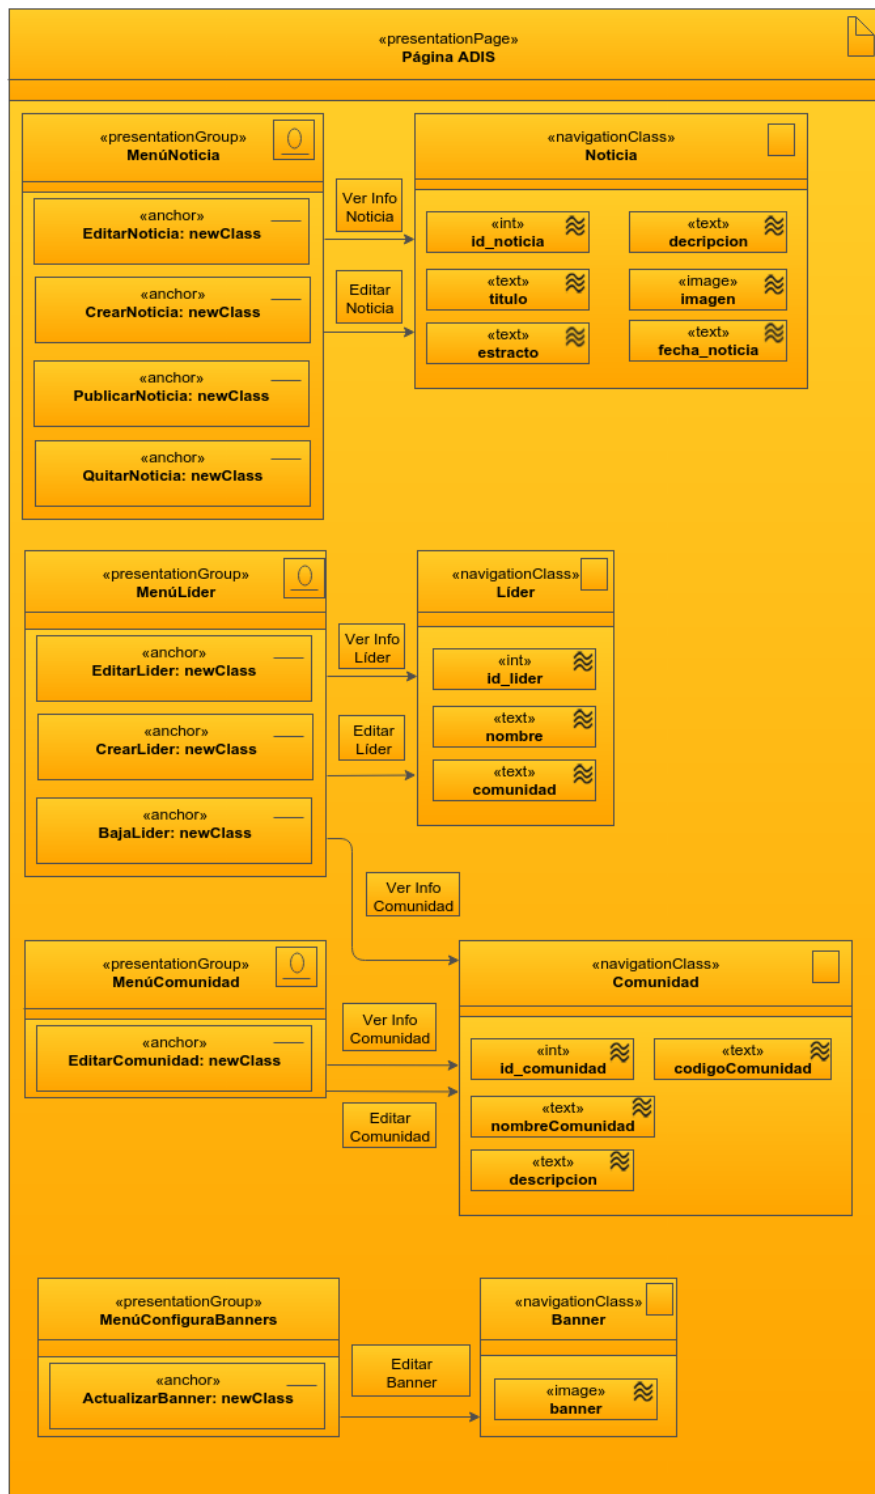 «presentationPage»
Página ADIS
«presentationGroup»
MenúNoticia
«anchor»
EditarNoticia: newClass
«anchor»
CrearNoticia: newClass
«anchor»
PublicarNoticia: newClass
«anchor»
QuitarNoticia: newClass
Ver Info
Noticia
Editar
Noticia
«navigationClass»
Noticia
«int»
id_noticia
«text»
decripcion
«text»
titulo
«image»
imagen
«text»
estracto
«text»
fecha_noticia
«presentationGroup»
MenúLíder
«anchor»
EditarLider: newClass
«anchor»
CrearLider: newClass
«anchor»
BajaLider: newClass
Ver Info
Líder
Editar
Líder
«navigationClass»
Líder
«int»
id_lider
«text»
nombre
«text»
comunidad
Ver Info
Comunidad
«presentationGroup»
MenúComunidad
«anchor»
EditarComunidad: newClass
Ver Info
Comunidad
Editar
Comunidad
«navigationClass»
Comunidad
«int»
id_comunidad
«text»
codigoComunidad
«text»
nombreComunidad
«text»
descripcion
«presentationGroup»
MenúConfiguraBanners
«anchor»
ActualizarBanner: newClass
Editar
Banner
«navigationClass»
Banner
«image»
banner